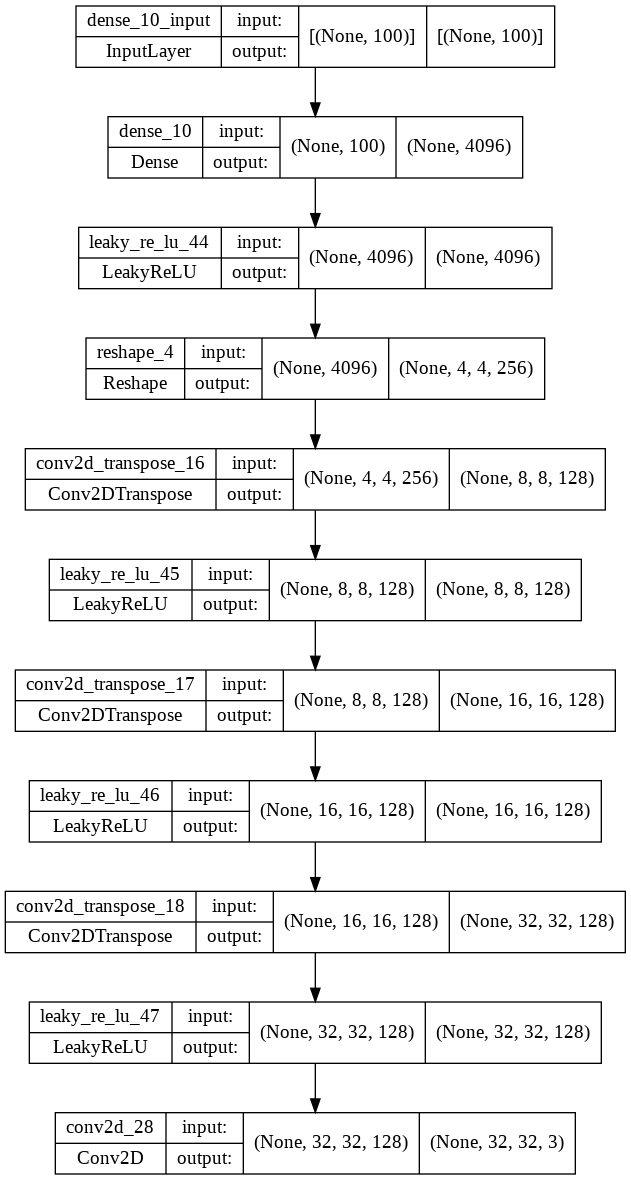 dense_10_input input: [(None, 100)] [(None, 100)]
InputLayer output:
dense_10 input: (None, 100) (None, 4096)
Dense output:
leaky_re_lu_44 input: (None, 4096) (None, 4096)
LeakyReLU output:
reshape_4 input: (None, 4096) (None, 4, 4, 256)
Reshape output:
conv2d_transpose_16 input: (None, 4, 4, 256) (None, 8, 8, 128)
Conv2DTranspose output:
leaky_re_lu_45 input: (None, 8, 8, 128) (None, 8, 8, 128)
LeakyReLU output:
conv2d_transpose_17 input: (None, 8, 8, 128) (None, 16, 16, 128)
Conv2DTranspose output:
leaky_re_lu_46 input: (None, 16, 16, 128) (None, 16, 16, 128)
LeakyReLU output:
conv2d_transpose_18 input: (None, 16, 16, 128) (None, 32, 32, 128)
Conv2DTranspose output:
leaky_re_lu_47 input: (None, 32, 32, 128) (None, 32, 32, 128)
LeakyReLU output:
conv2d_28 input: (None, 32, 32, 128) (None, 32, 32, 3)
Conv2D output: